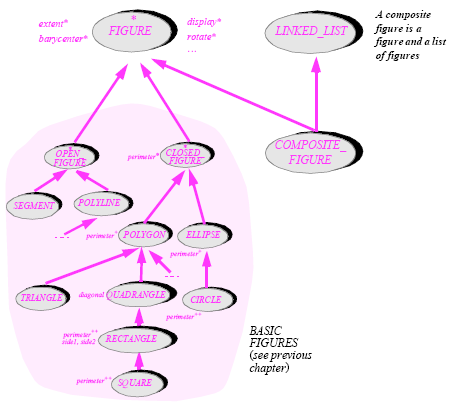 extent*
barycenter*
*
FIGURE
display*
rotate*
...
LINKED_LIST
A composite
figure is a
figure and a list
of figures
*
OPEN_
FIGURE
perimeter*
*
CLOSED_
FIGURE
COMPOSITE_
FIGURE
SEGMENT
POLYLINE
perimeter+
POLYGON
ELLIPSE
perimeter+
TRIANGLE
diagonal
QUADRANGLE
CIRCLE
perimeter++
perimeter++
side1, side2
RECTANGLE
BASIC
FIGURES
(see previous
chapter)
perimeter++
SQUARE